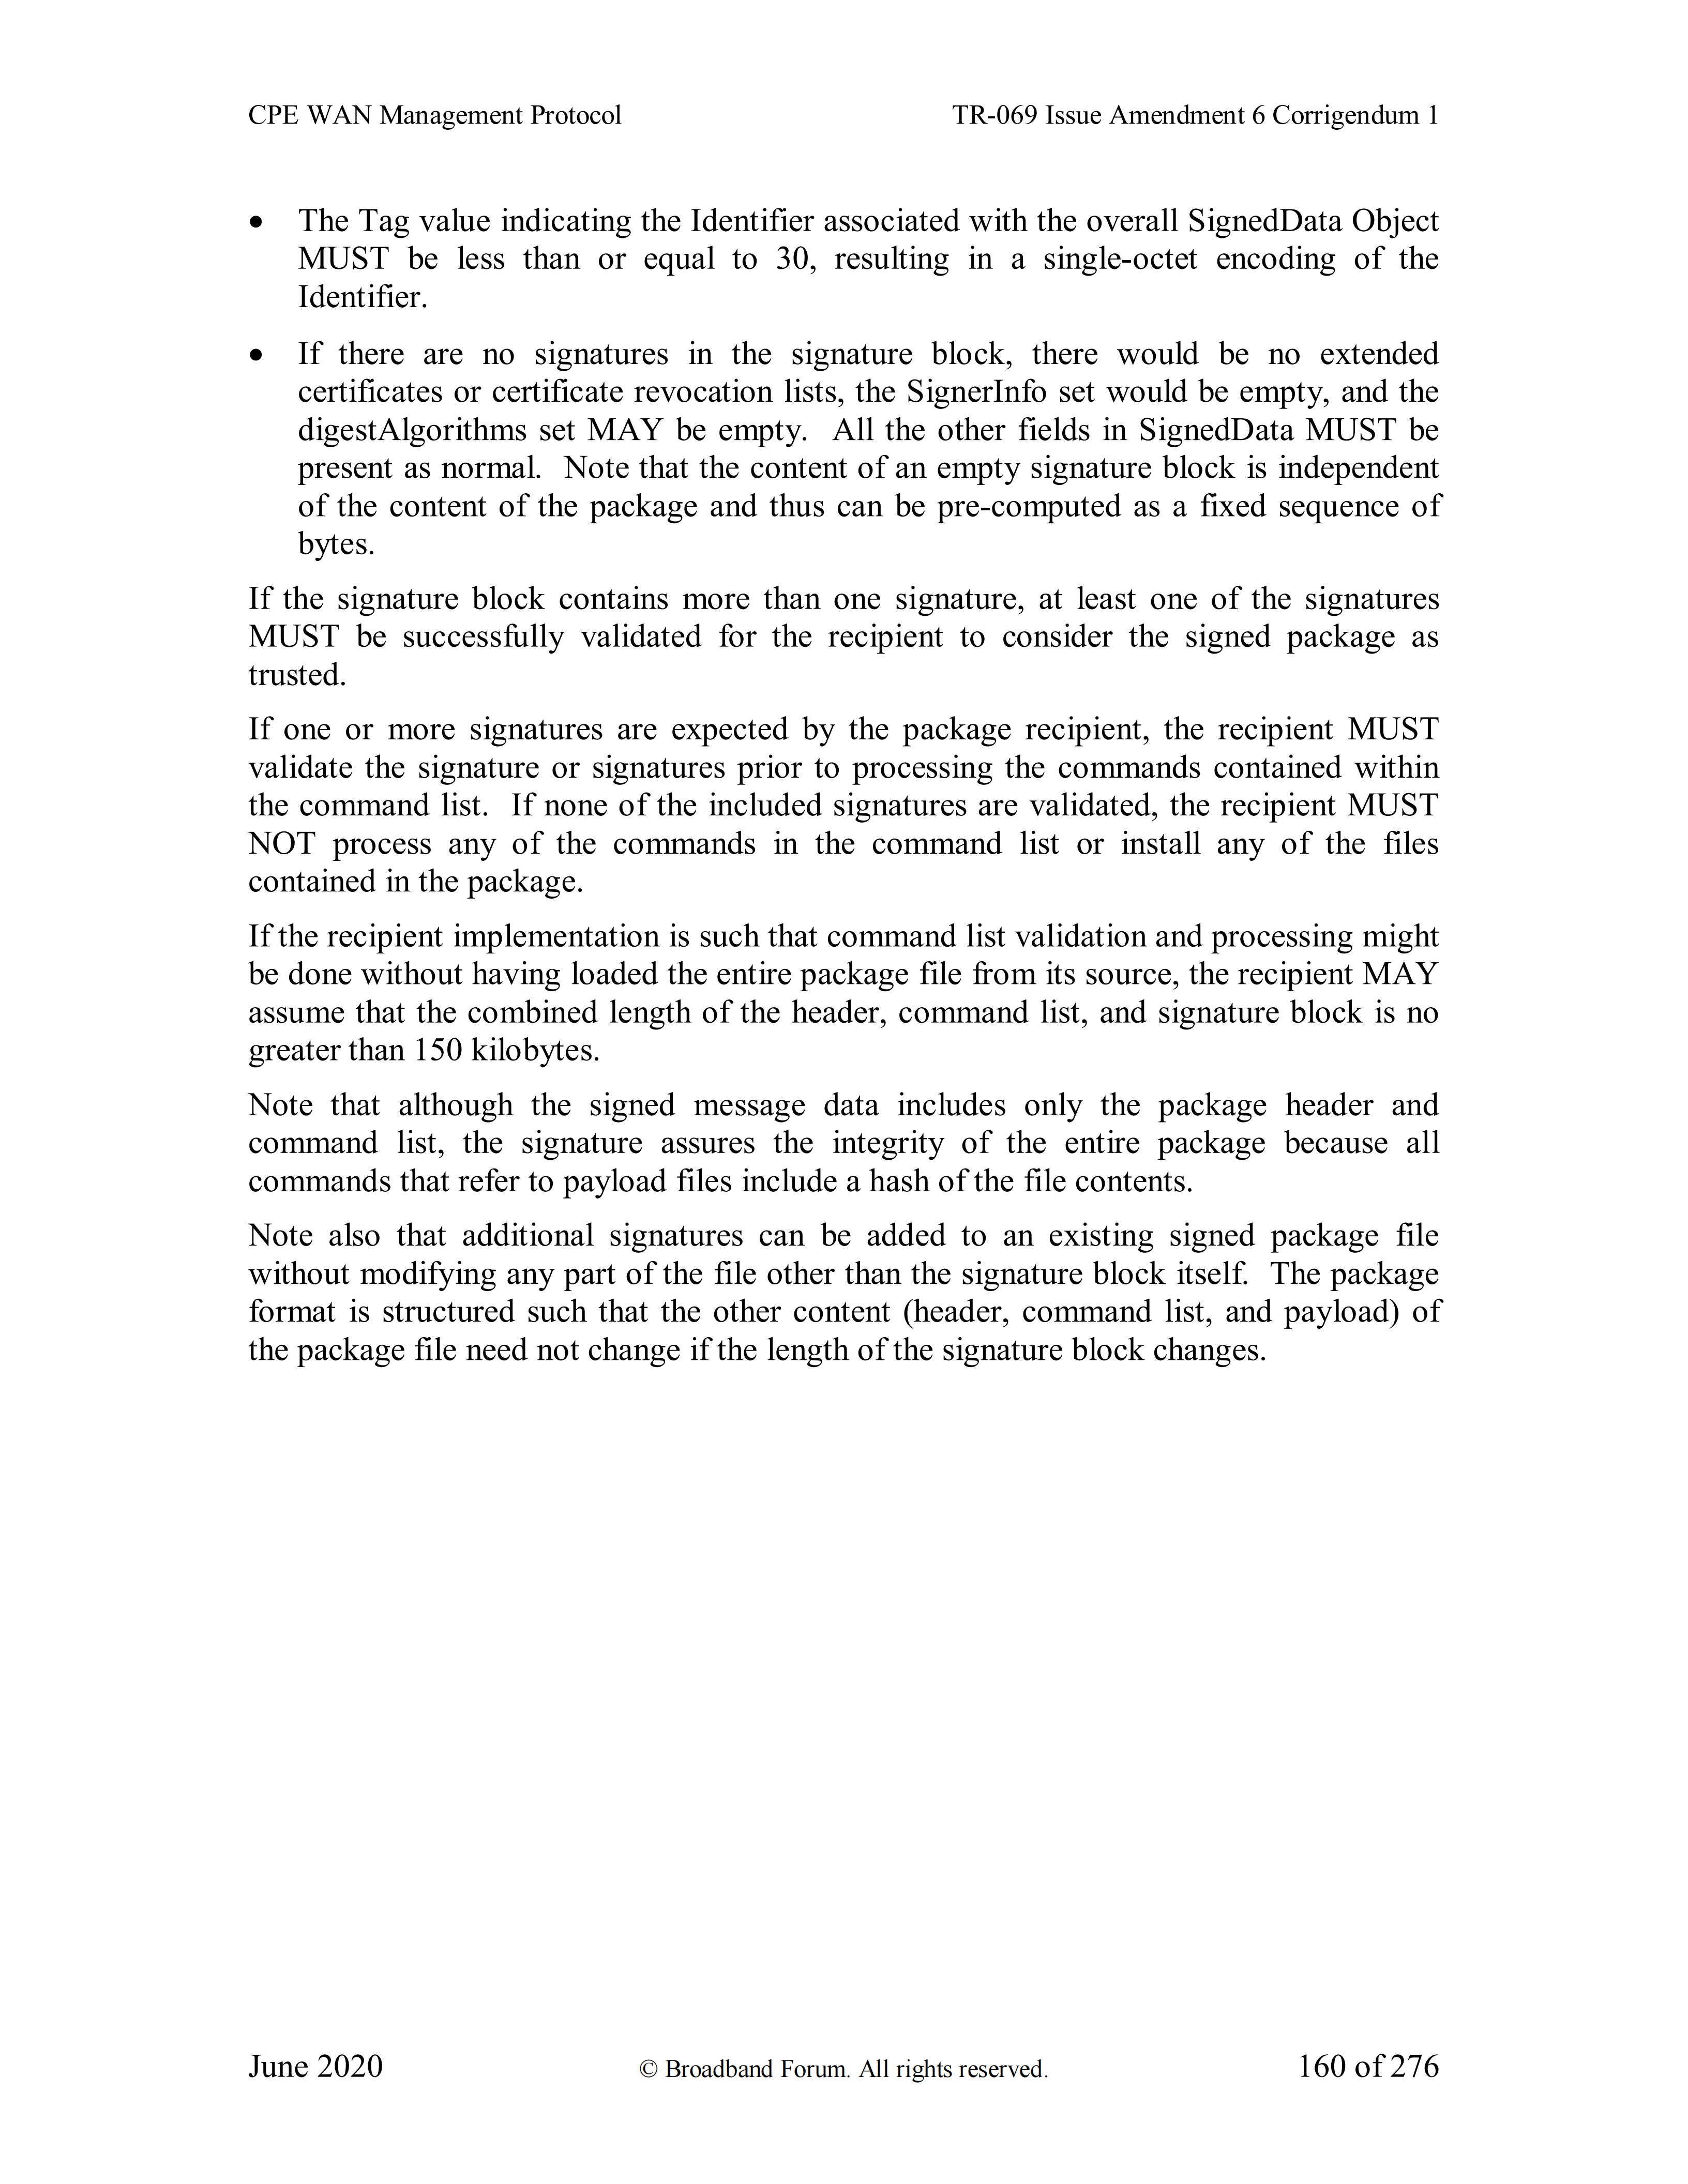 CPE WAN Management Protocol TR-069 Issue Amendment 6 Corrigendum 1
• The Tag value indicating the Identifier associated with the overall SignedData Object
MUST be less than or equal to 30, resulting in a single-octet encoding of the
Identifier.
• If there are no signatures in the signature block, there would be no extended
certificates or certificate revocation lists, the SignerInfo set would be empty, and the
digestAlgorithms set MAY be empty.  All the other fields in SignedData MUST be
present as normal.  Note that the content of an empty signature block is independent
of the content of the package and thus can be pre-computed as a fixed sequence of
bytes.
If the signature block contains more than one signature, at least one of the signatures
MUST be successfully validated for the recipient to consider the signed package as
trusted.
If one or more signatures are expected by the package recipient, the recipient MUST
validate the signature or signatures prior to processing the commands contained within
the command list.  If none of the included signatures are validated, the recipient MUST
NOT process any of the commands in the command list or install any of the files
contained in the package.
If the recipient implementation is such that command list validation and processing might
be done without having loaded the entire package file from its source, the recipient MAY
assume that the combined length of the header, command list, and signature block is no
greater than 150 kilobytes.
Note that although the signed message data includes only the package header and
command list, the signature assures the integrity of the entire package because all
commands that refer to payload files include a hash of the file contents.
Note also that additional signatures can be added to an existing signed package file
without modifying any part of the file other than the signature block itself.  The package
format is structured such that the other content (header, command list, and payload) of
the package file need not change if the length of the signature block changes.
June 2020 © Broadband Forum. All rights reserved. 160 of 276